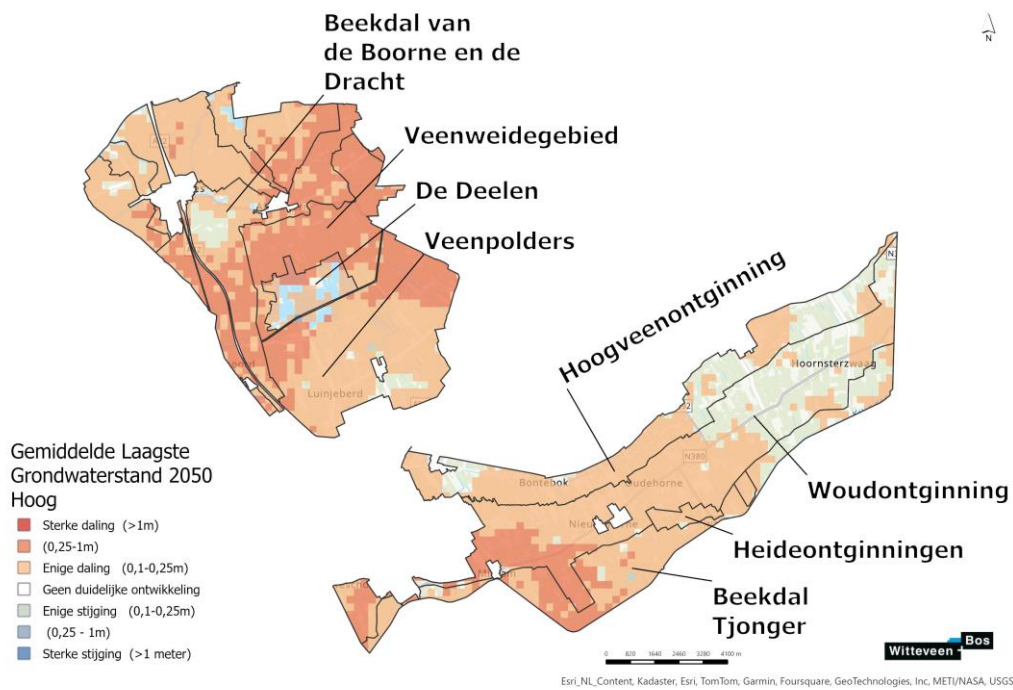 Beekdal van
de Boorne en de
Dracht
N
Veenweidegebied
De Deelen
Veenpolders
Hoogveenontginning
Hoornsterzwaag
Luinjeberd
N380
Bontebok
Oudehorne
Woudontginning
Heideontginningen
Beekdal
Tjonger
Gemiddelde Laagste
Grondwaterstand 2050
Hoog
Sterke daling (>1m)
(0,25-1m)
Enige daling (0,1-0,25m)
Geen duidelijke ontwikkeling
Enige stijging (0,1-0,25m)
(0,25 - 1m)
Sterke stijging (>1 meter)
0 820 1640 2460 3280 4100 m
Witteveen + Bos
Esri_NL_Content, Kadaster, Esri, TomTom, Garmin, Foursquare, GeoTechnologies, Inc, METI/NASA, USGS